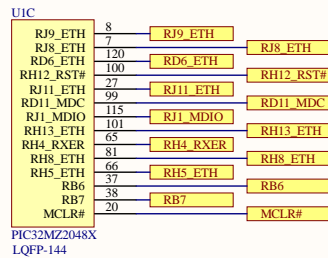 U1C
RJ9_ETH 8 RJ9_ETH
RJ8_ETH 7 RJ8_ETH
RD6_ETH 120 RD6_ETH
RH12_RST# 100 RH12_RST#
RJ11_ETH 27 RJ11_ETH
RD11_MDC 99 RD11_MDC
RJ1_MDIO 115 RJ1_MDIO
RH13_ETH 101 RH13_ETH
RH4_RXER 65 RH4_RXER
RH8_ETH 81 RH8_ETH
RH5_ETH 66 RH5_ETH
RB6 37 RB6
RB7 38 RB7
MCLR# 20 MCLR#
PIC32MZ2048X
LQFP-144